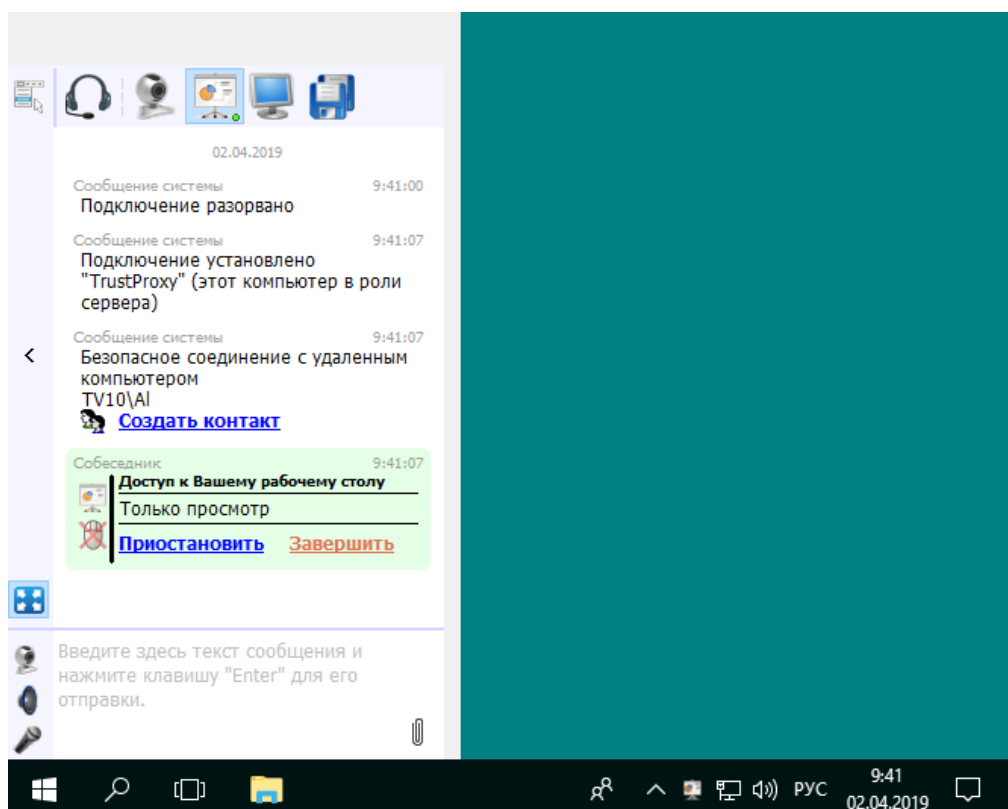 02.04.2019
Сообщение системы 9:41:00
Подключение разорвано
Сообщение системы 9:41:07
Подключение установлено
"TrustProxy" (этот компьютер в роли
сервера)
Сообщение системы 9:41:07
Безопасное соединение с удаленным
компьютером
TV10\Al
Создать контакт
Собеседник 9:41:07
Доступ к Вашему рабочему столу
Только просмотр
Приостановить Завершить
Введите здесь текст сообщения и
нажмите клавишу "Enter" для его
отправки.
РУС
9:41
02.04.2019